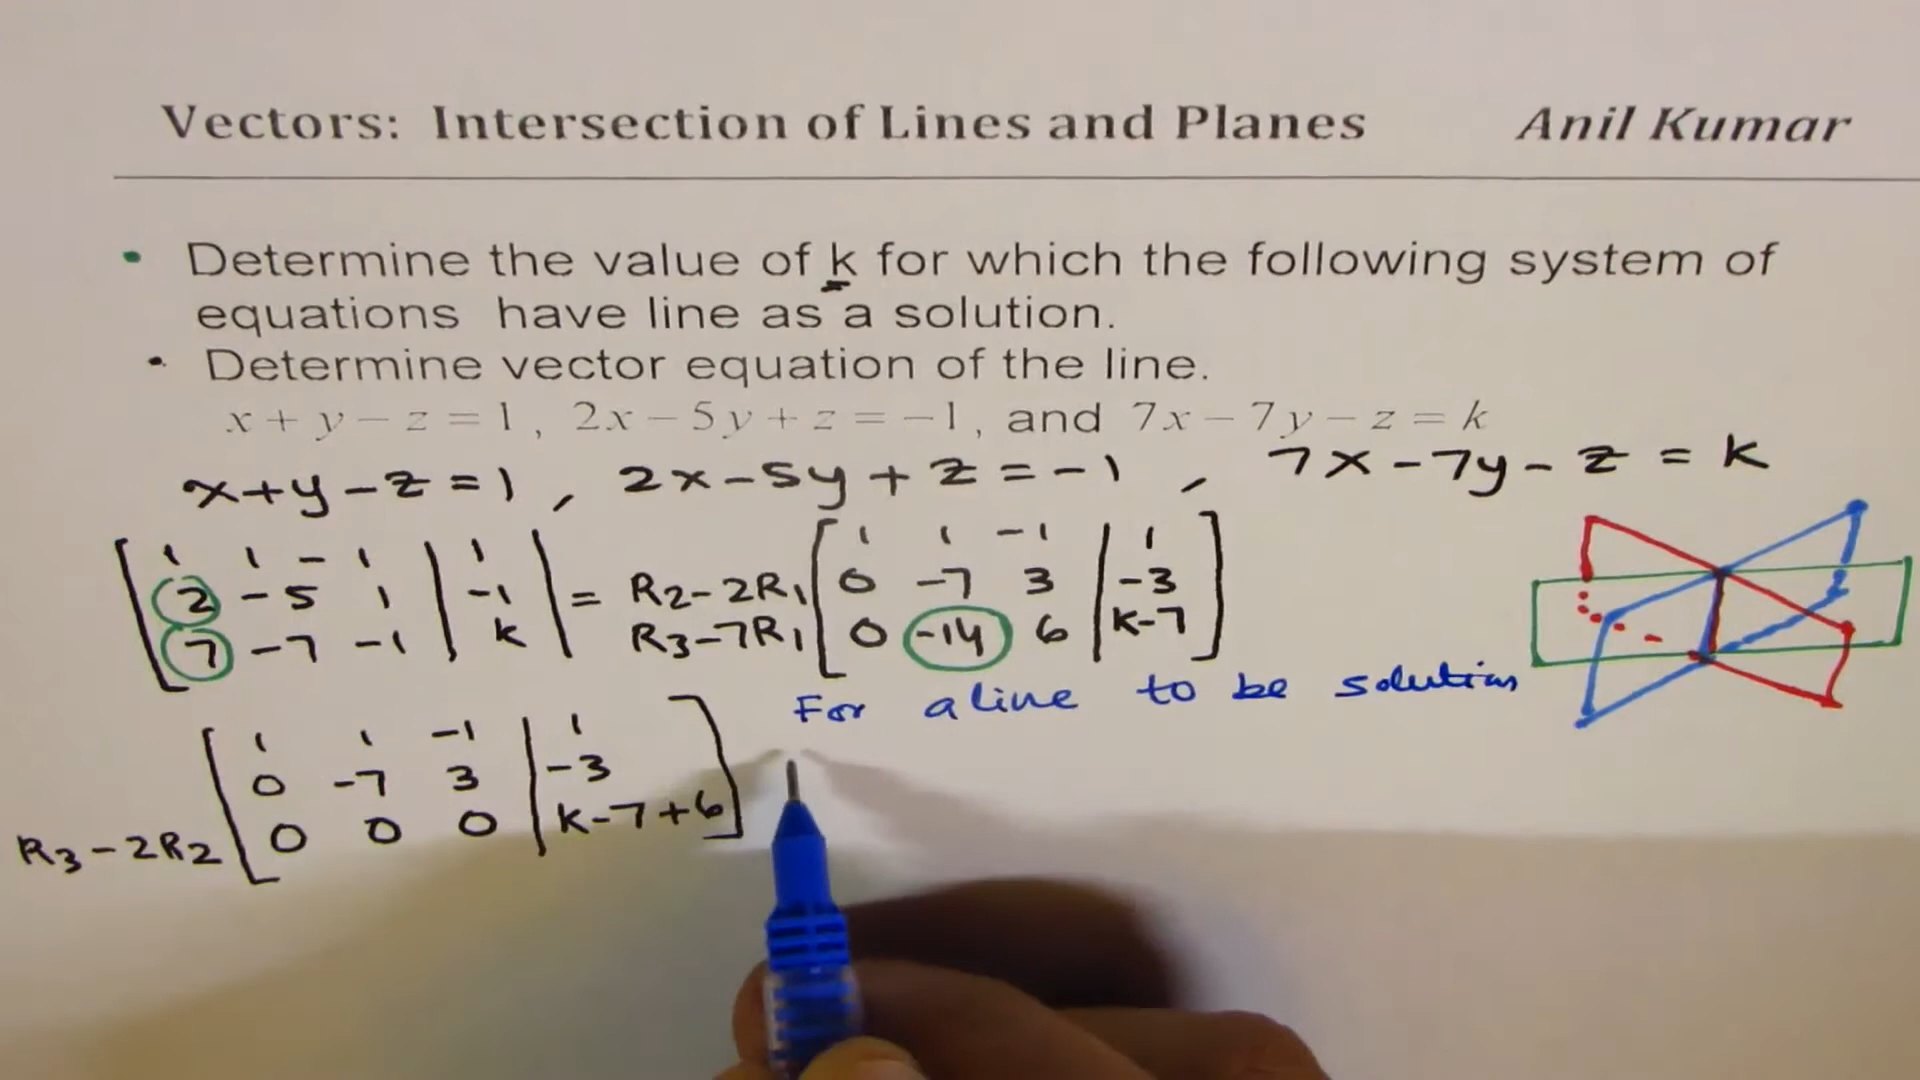 Vectors: Intersection of Lines and Planes Anil Kumar
• Determine the value of k for which the following system of
equations have line as a solution.
• Determine vector equation of the line.
x + y − z = 1 , 2x − 5y + z = −1 , and 7x − 7y − z = k
x+y-z=1 , 2x-5y+z=-1 , 7x-7y-z=k
1 1 -1 | 1
2 -5 1 | -1
7 -7 -1 | k
=
1 1 -1 | 1
R2-2R1 0 -7 3 | -3
R3-7R1 0 -14 6 | k-7
For a line to be solution
1 1 -1 | 1
0 -7 3 | -3
R3-2R2 0 0 0 | k-7+6